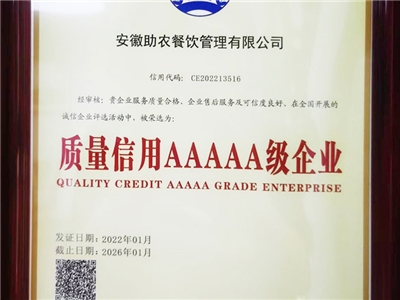 安徽助农餐饮管理有限公司
信用代码: CE202213516
经审核: 贵企业服务质量合格、企业售后服务及可信度良好。在全国开展的
诚信企业评选活动中，被荣选为:
质量信用AAAAA级企业
QUALITY CREDIT AAAAA GRADE ENTERPRISE
发证日期:2022年01月
截止日期:2026年01月